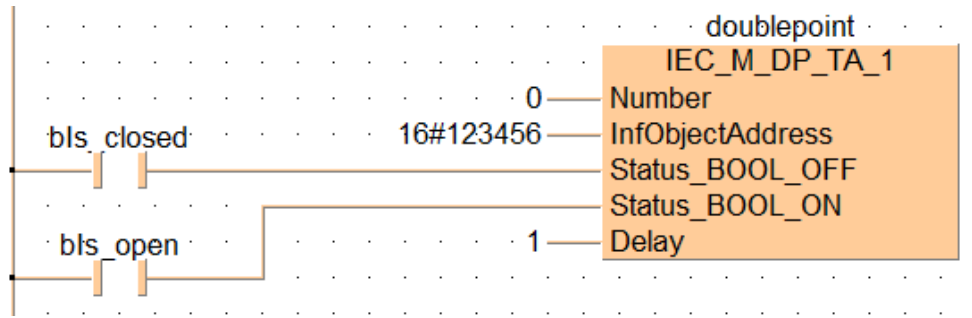 doublepoint
IEC_M_DP_TA_1
0 Number
bIs_closed 16#123456 InfObjectAddress
Status_BOOL_OFF
Status_BOOL_ON
bIs_open 1 Delay